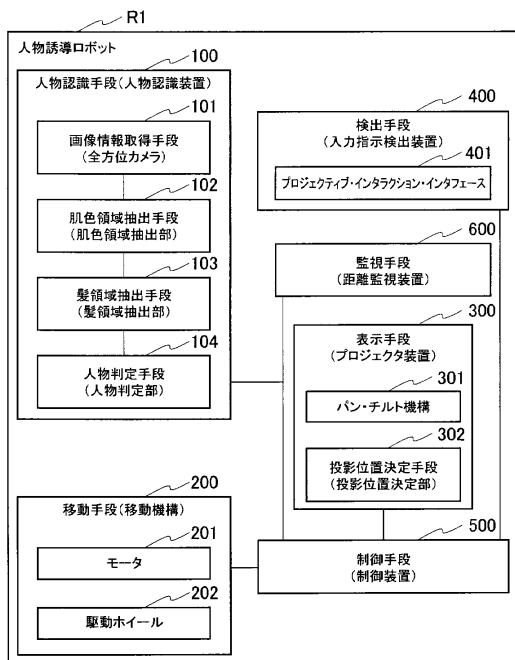 R1
人物誘導ロボット
100
人物認識手段(人物認識装置)
101
画像情報取得手段
(全方位カメラ)
102
肌色領域抽出手段
(肌色領域抽出部)
103
髪領域抽出手段
(髪領域抽出部)
104
人物判定手段
(人物判定部)
200
移動手段(移動機構)
201
モータ
202
駆動ホイール
400
検出手段
(入力指示検出装置)
401
プロジェクティブ・インタラクション・インタフェース
600
監視手段
(距離監視装置)
300
表示手段
(プロジェクタ装置)
301
パン・チルト機構
302
投影位置決定手段
(投影位置決定部)
500
制御手段
(制御装置)